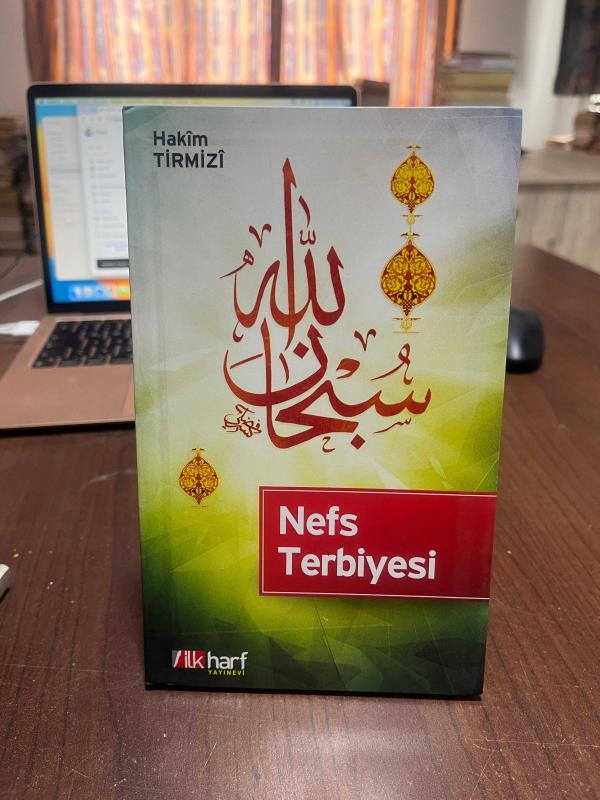 Hakîm
TİRMİZÎ
سبحان الله
Nefs
Terbiyesi
ilkharf
YAYINEVİ